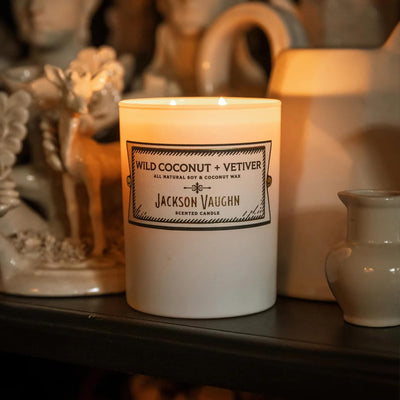 WILD COCONUT + VETIVER
ALL NATURAL SOY & COCONUT WAX
JACKSON VAUGHN
SCENTED CANDLE